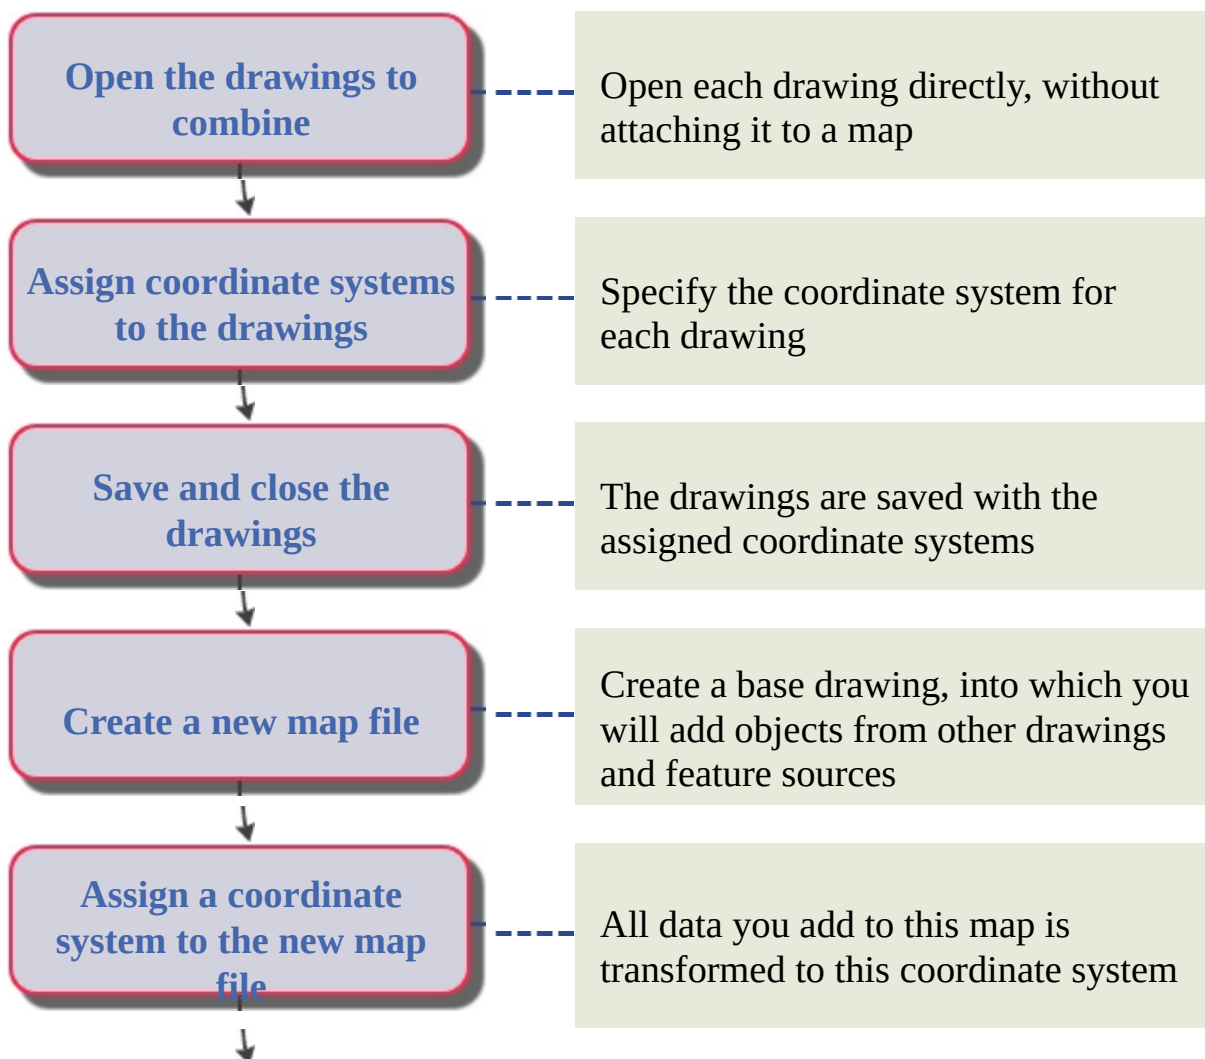 Open the drawings to
combine
Open each drawing directly, without
attaching it to a map
Assign coordinate systems
to the drawings
Specify the coordinate system for
each drawing
Save and close the
drawings
The drawings are saved with the
assigned coordinate systems
Create a new map file
Create a base drawing, into which you
will add objects from other drawings
and feature sources
Assign a coordinate
system to the new map
file
All data you add to this map is
transformed to this coordinate system